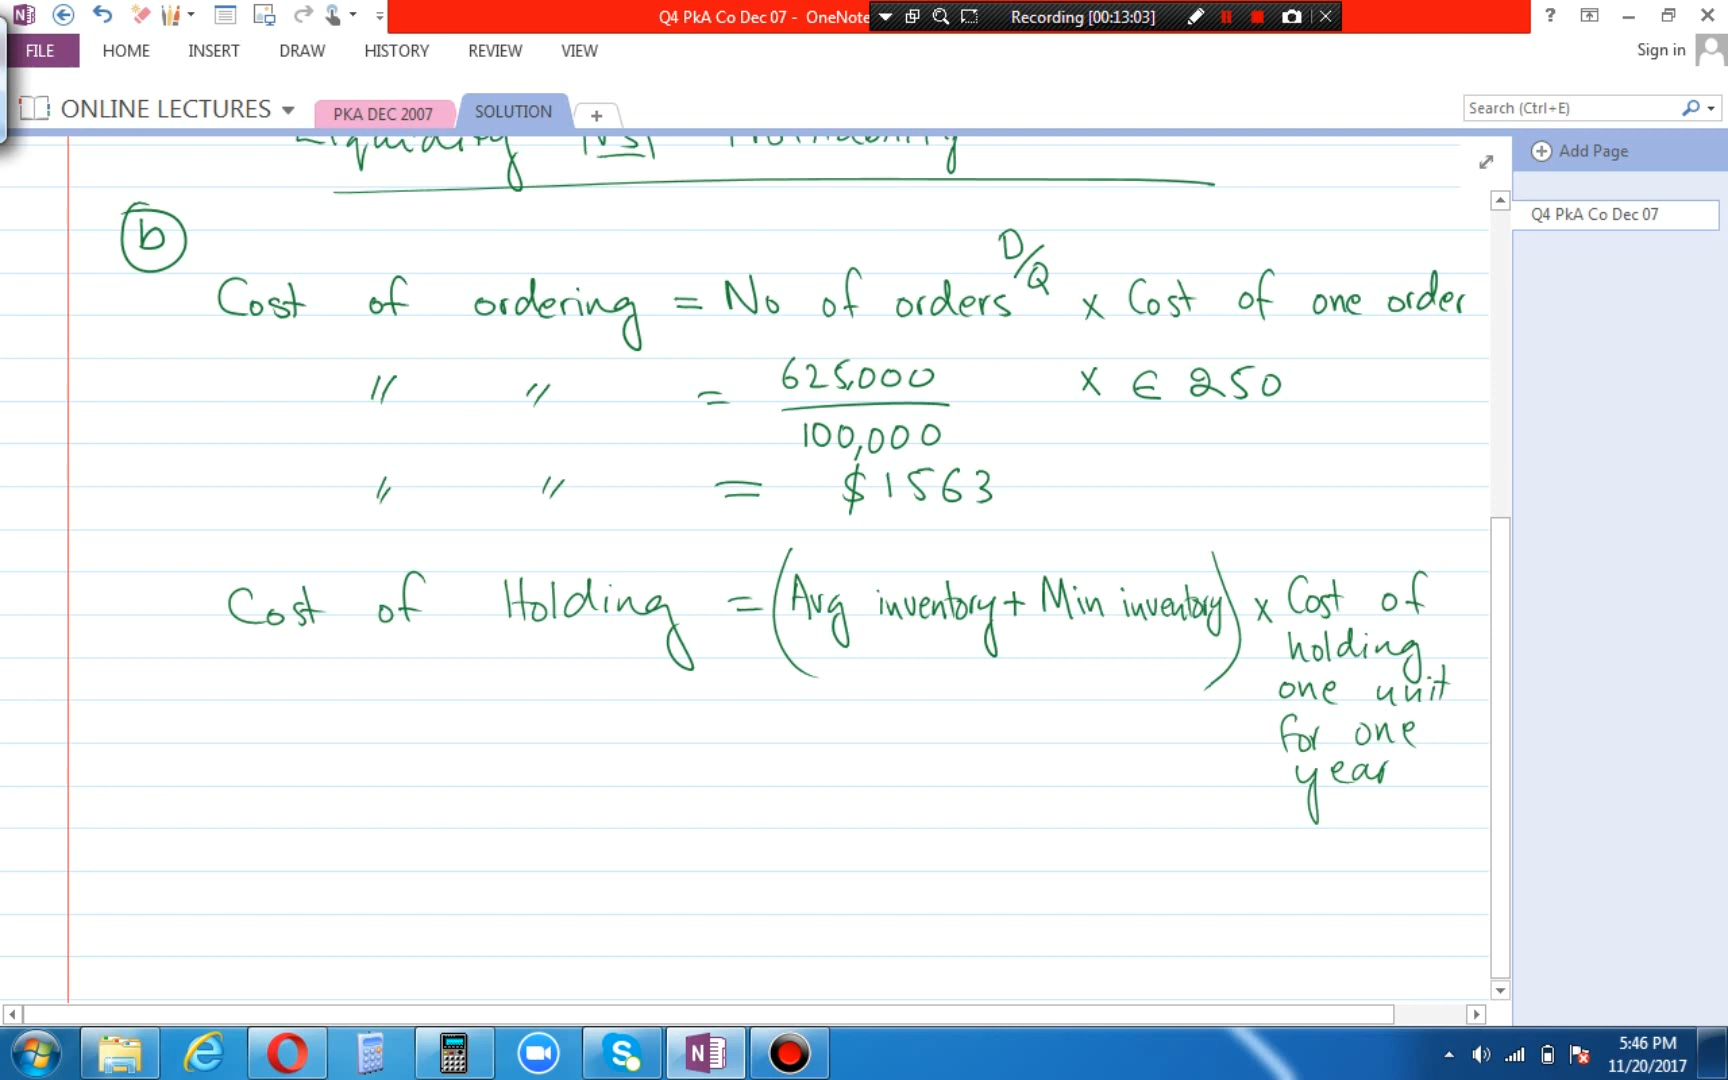 Q4 PkA Co Dec 07 - OneNote
Recording [00:13:03]
FILE HOME INSERT DRAW HISTORY REVIEW VIEW
Sign in
ONLINE LECTURES
PKA DEC 2007
SOLUTION
Search (Ctrl+E)
Add Page
Q4 PkA Co Dec 07
Liquidity vs Profitability
b
D/Q
Cost of ordering = No of orders x Cost of one order
" " = 625,000 x € 250
100,000
" " = $1563
Cost of Holding = (Avg inventory + Min inventory) x Cost of
holding
one unit
for one
year
5:46 PM
11/20/2017